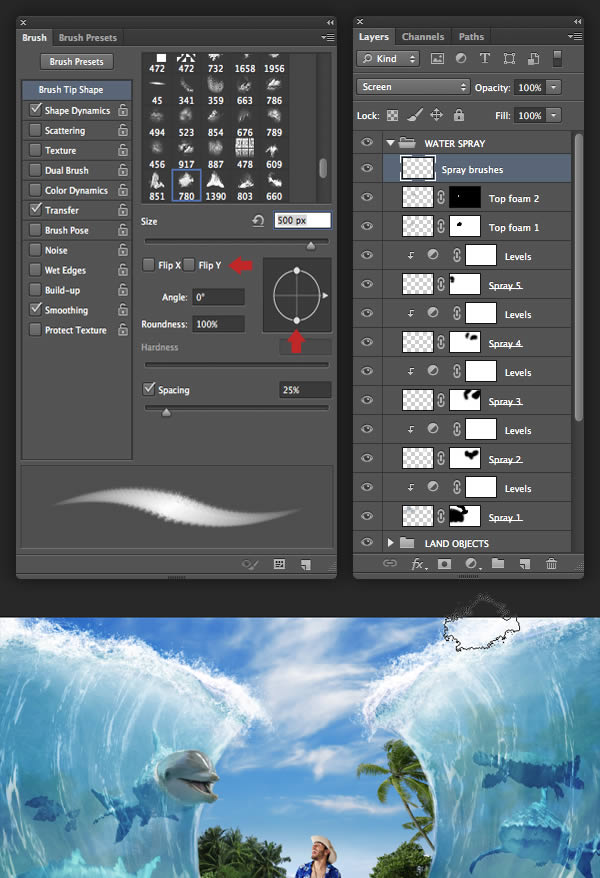 Brush Brush Presets
Brush Presets
Brush Tip Shape
Shape Dynamics
Scattering
Texture
Dual Brush
Color Dynamics
Transfer
Brush Pose
Noise
Wet Edges
Build-up
Smoothing
Protect Texture
472 472 732 1658 1956
45 341 359 663 786
494 523 854 676 789
456 917 887 478 609
851 780 1390 803 660
Size 500 px
Flip X Flip Y
Angle: 0°
Roundness: 100%
Hardness
Spacing 25%
Layers Channels Paths
Kind
Screen Opacity: 100%
Lock: Fill: 100%
WATER SPRAY
Spray brushes
Top foam 2
Top foam 1
Levels
Spray 5
Levels
Spray 4
Levels
Spray 3
Levels
Spray 2
Levels
Spray 1
LAND OBJECTS
fx